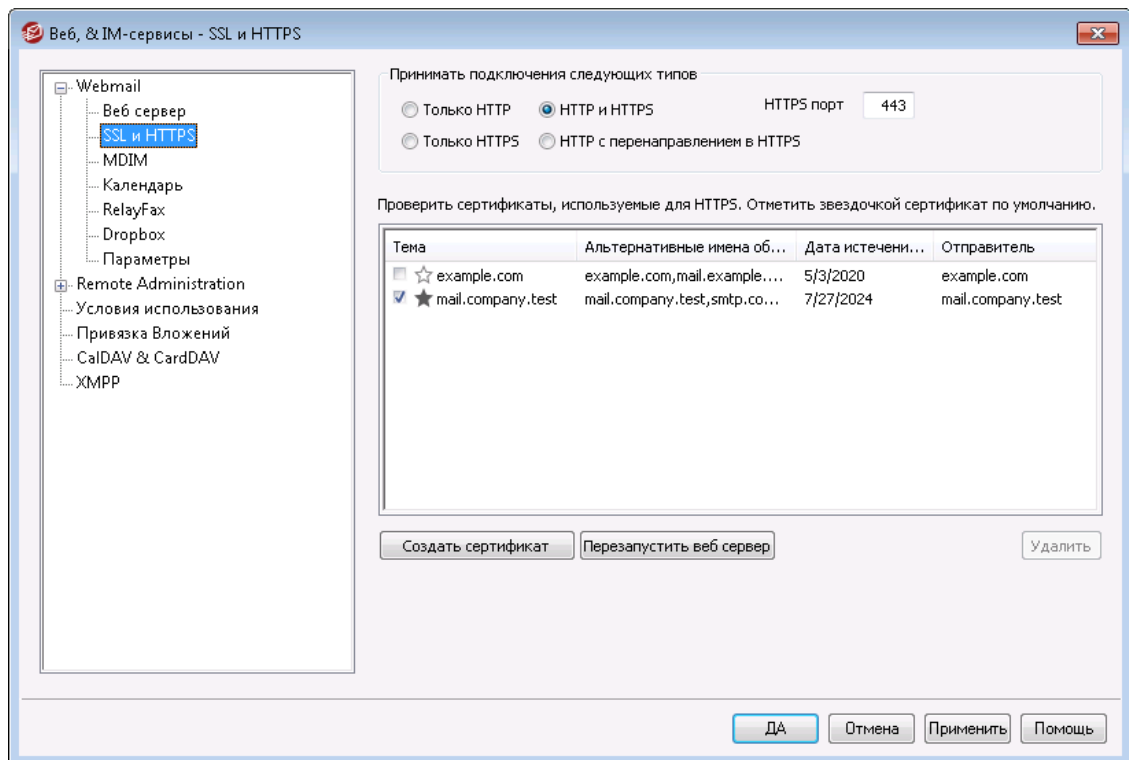 Веб, & IM-сервисы - SSL и HTTPS
Webmail
Веб сервер
SSL и HTTPS
MDIM
Календарь
RelayFax
Dropbox
Параметры
Remote Administration
Условия использования
Привязка Вложений
CalDAV & CardDAV
XMPP
Принимать подключения следующих типов
Только HTTP HTTP и HTTPS HTTPS порт 443
Только HTTPS HTTP с перенаправлением в HTTPS
Проверить сертификаты, используемые для HTTPS. Отметить звездочкой сертификат по умолчанию.
Тема Альтернативные имена об... Дата истечени... Отправитель
example.com example.com,mail.example.... 5/3/2020 example.com
mail.company.test mail.company.test,smtp.co... 7/27/2024 mail.company.test
Создать сертификат Перезапустить веб сервер Удалить
ДА Отмена Применить Помощь